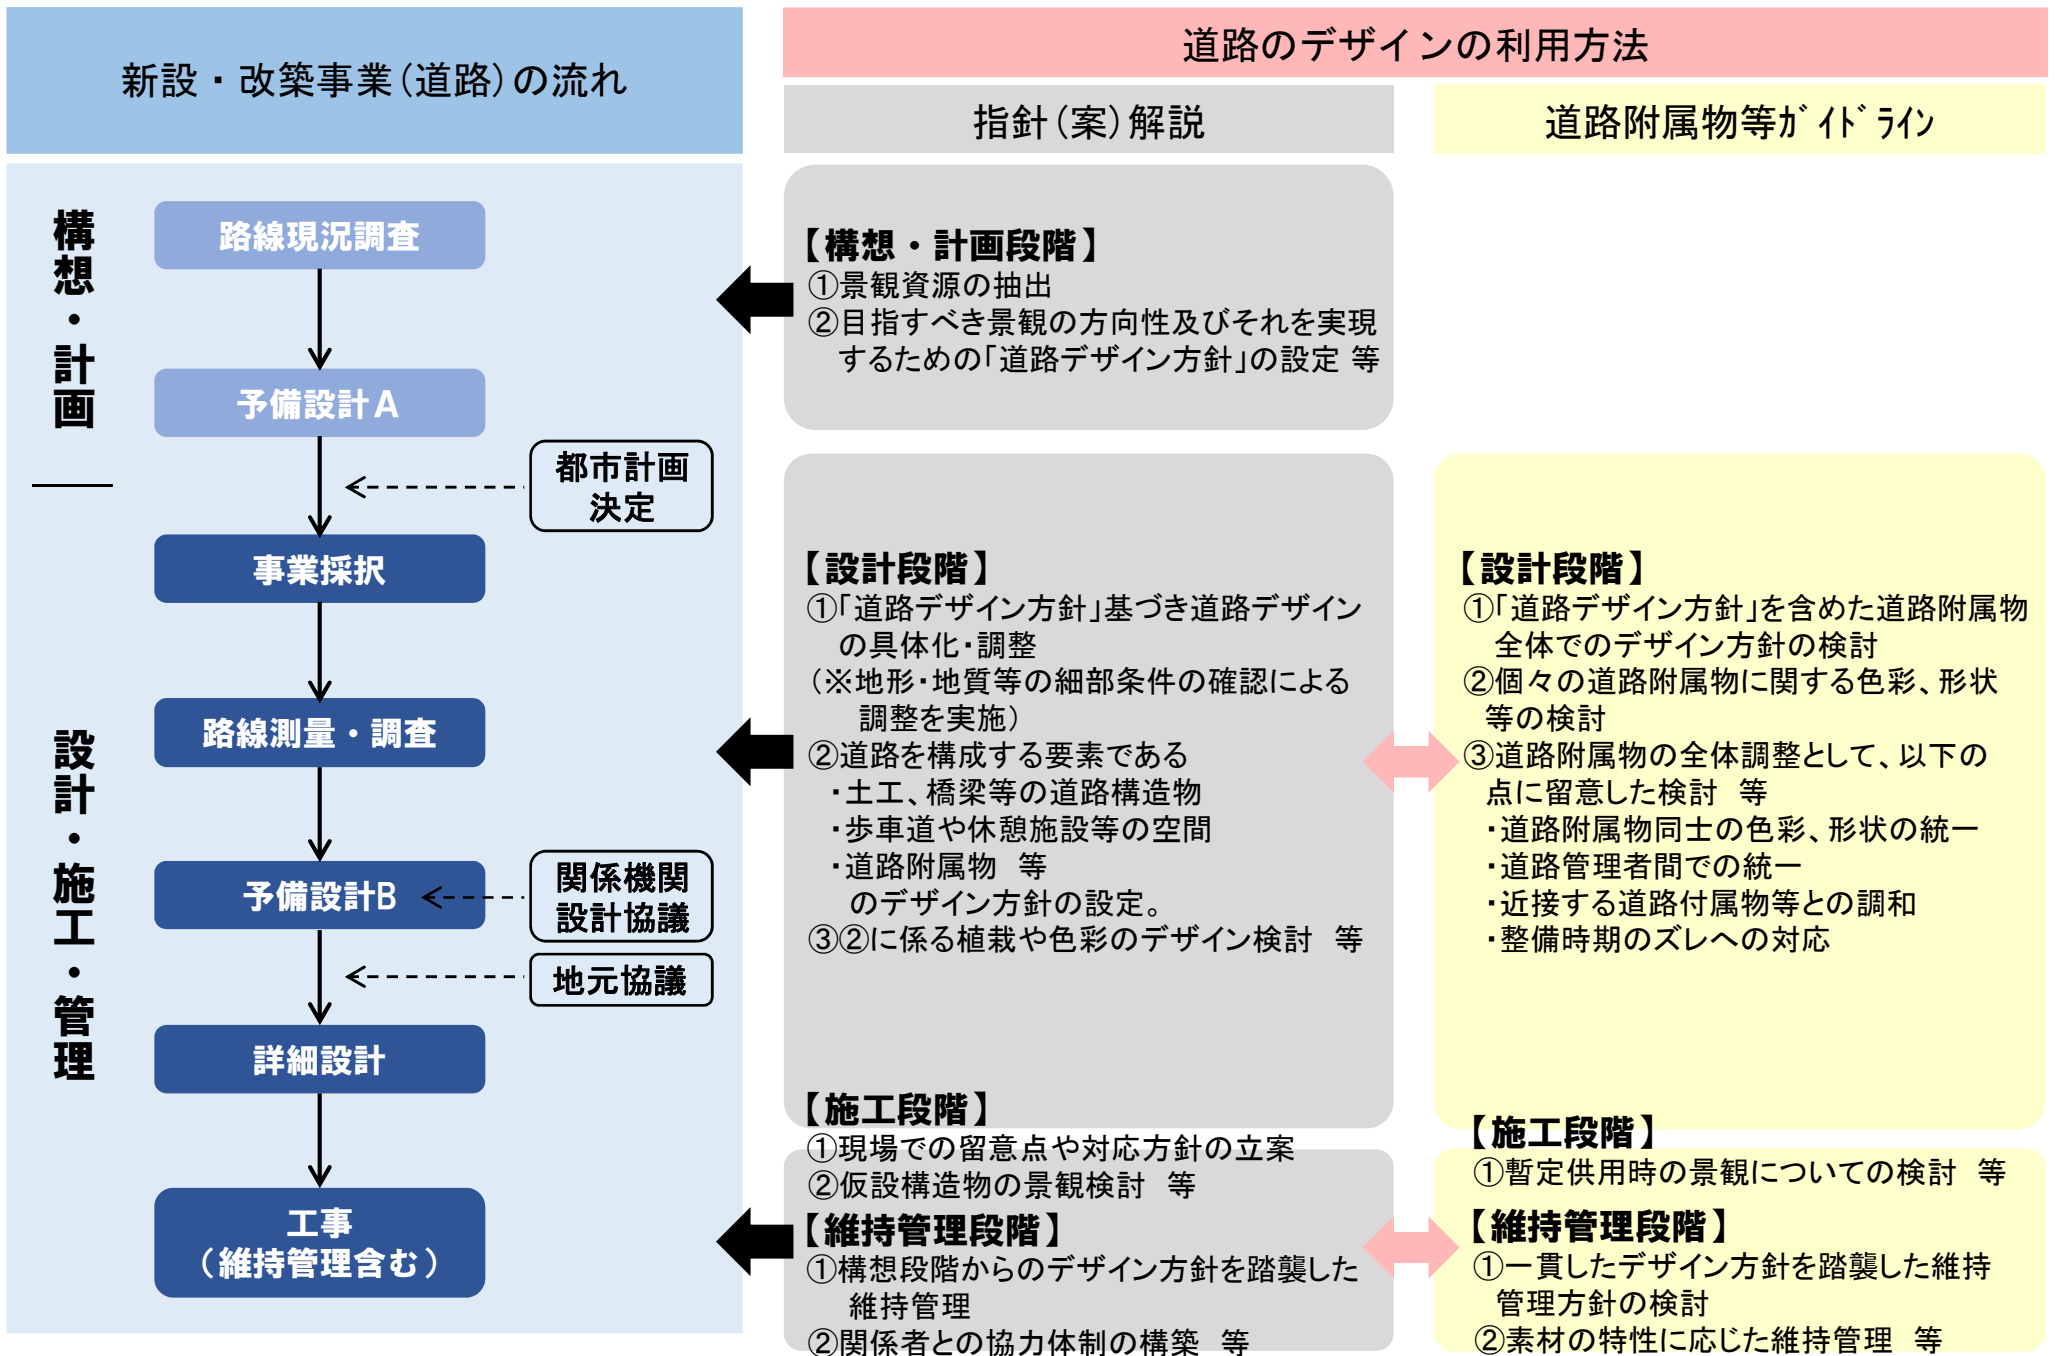 新設・改築事業(道路)の流れ
構想・計画
設計・施工・管理
路線現況調査
予備設計A
都市計画
決定
事業採択
路線測量・調査
予備設計B
関係機関
設計協議
地元協議
詳細設計
工事
(維持管理含む)
道路のデザインの利用方法
指針(案)解説
【構想・計画段階】
①景観資源の抽出
②目指すべき景観の方向性及びそれを実現
するための「道路デザイン方針」の設定 等
【設計段階】
①「道路デザイン方針」基づき道路デザイン
の具体化・調整
(※地形・地質等の細部条件の確認による
調整を実施)
②道路を構成する要素である
・土工、橋梁等の道路構造物
・歩車道や休憩施設等の空間
・道路附属物 等
のデザイン方針の設定。
③②に係る植栽や色彩のデザイン検討 等
【施工段階】
①現場での留意点や対応方針の立案
②仮設構造物の景観検討 等
【維持管理段階】
①構想段階からのデザイン方針を踏襲した
維持管理
②関係者との協力体制の構築 等
道路附属物等ガイドライン
【設計段階】
①「道路デザイン方針」を含めた道路附属物
全体でのデザイン方針の検討
②個々の道路附属物に関する色彩、形状
等の検討
③道路附属物の全体調整として、以下の
点に留意した検討 等
・道路附属物同士の色彩、形状の統一
・道路管理者間での統一
・近接する道路付属物等との調和
・整備時期のズレへの対応
【施工段階】
①暫定供用時の景観についての検討 等
【維持管理段階】
①一貫したデザイン方針を踏襲した維持
管理方針の検討
②素材の特性に応じた維持管理 等